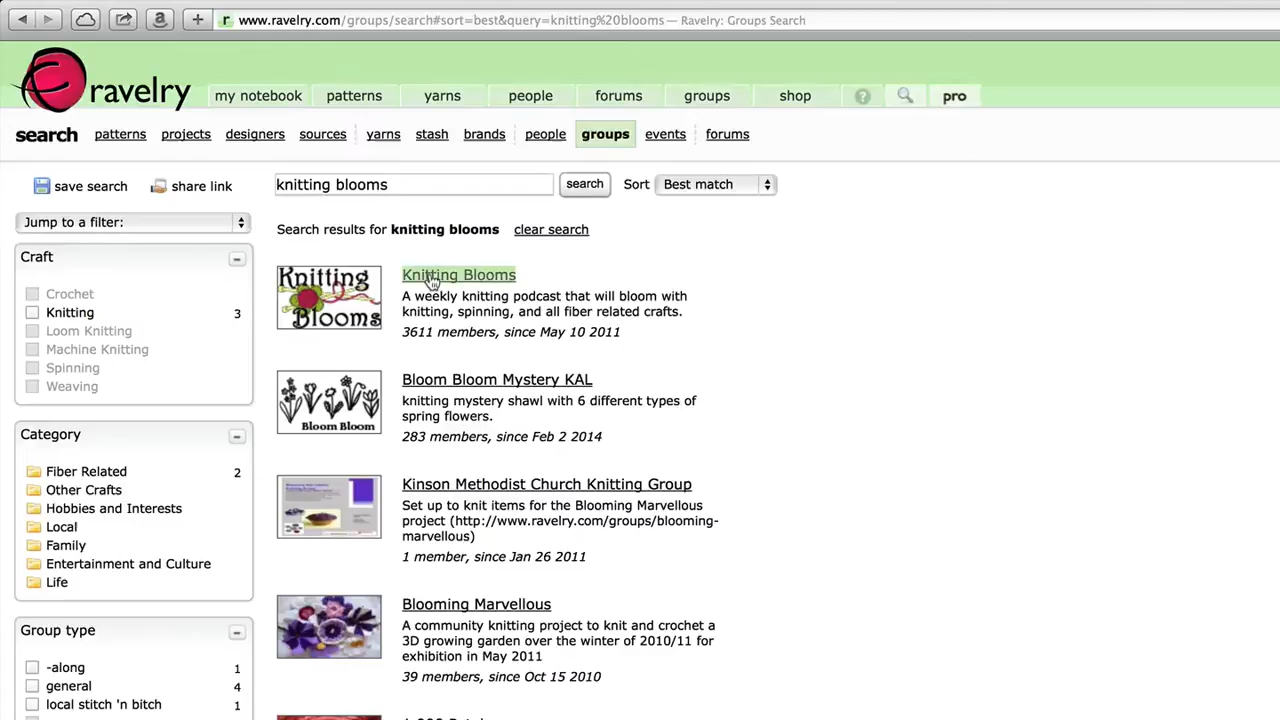 www.ravelry.com/groups/search#sort=best&query=knitting%20blooms — Ravelry: Groups Search
ravelry
my notebook patterns yarns people forums groups shop ? pro
search patterns projects designers sources yarns stash brands people groups events forums
save search share link knitting blooms search Sort Best match
Jump to a filter:
Search results for knitting blooms clear search
Craft
Crochet
Knitting 3
Loom Knitting
Machine Knitting
Spinning
Weaving
Category
Fiber Related 2
Other Crafts
Hobbies and Interests
Local
Family
Entertainment and Culture
Life
Group type
-along 1
general 4
local stitch 'n bitch 1
Knitting
Blooms
Knitting Blooms
A weekly knitting podcast that will bloom with
knitting, spinning, and all fiber related crafts.
3611 members, since May 10 2011
Bloom Bloom
Bloom Bloom Mystery KAL
knitting mystery shawl with 6 different types of
spring flowers.
283 members, since Feb 2 2014
Kinson Methodist Church Knitting Group
Set up to knit items for the Blooming Marvellous
project (http://www.ravelry.com/groups/blooming-
marvellous)
1 member, since Jan 26 2011
Blooming Marvellous
A community knitting project to knit and crochet a
3D growing garden over the winter of 2010/11 for
exhibition in May 2011
39 members, since Oct 15 2010